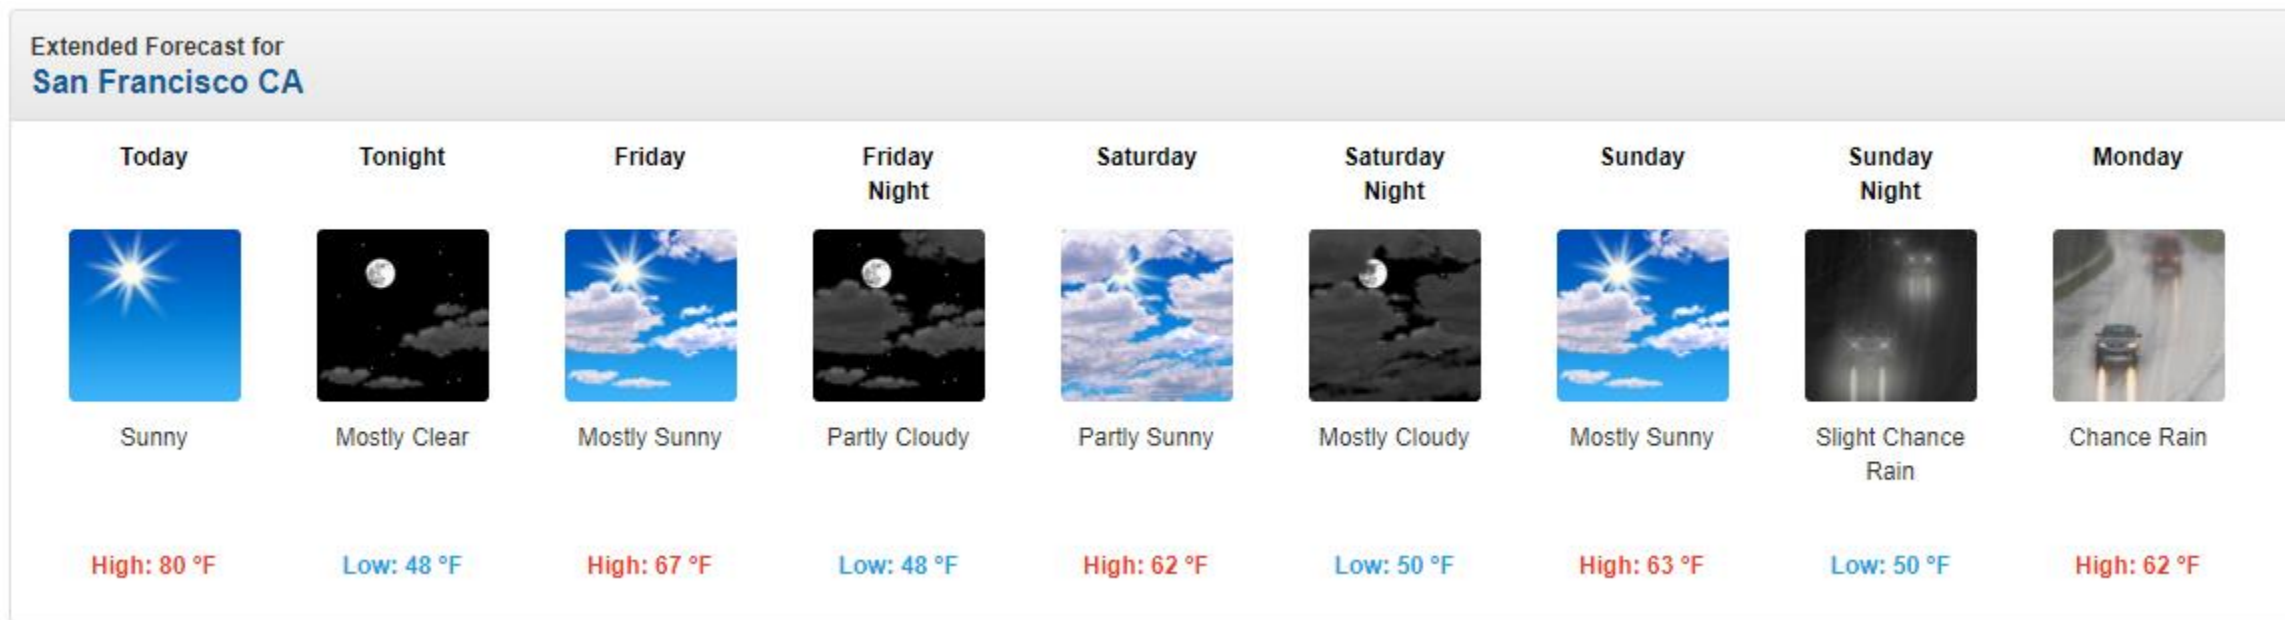 Extended Forecast for
San Francisco CA
Today
Tonight
Friday
Friday
Night
Saturday
Saturday
Night
Sunday
Sunday
Night
Monday
Sunny
Mostly Clear
Mostly Sunny
Partly Cloudy
Partly Sunny
Mostly Cloudy
Mostly Sunny
Slight Chance
Rain
Chance Rain
High: 80 °F
Low: 48 °F
High: 67 °F
Low: 48 °F
High: 62 °F
Low: 50 °F
High: 63 °F
Low: 50 °F
High: 62 °F